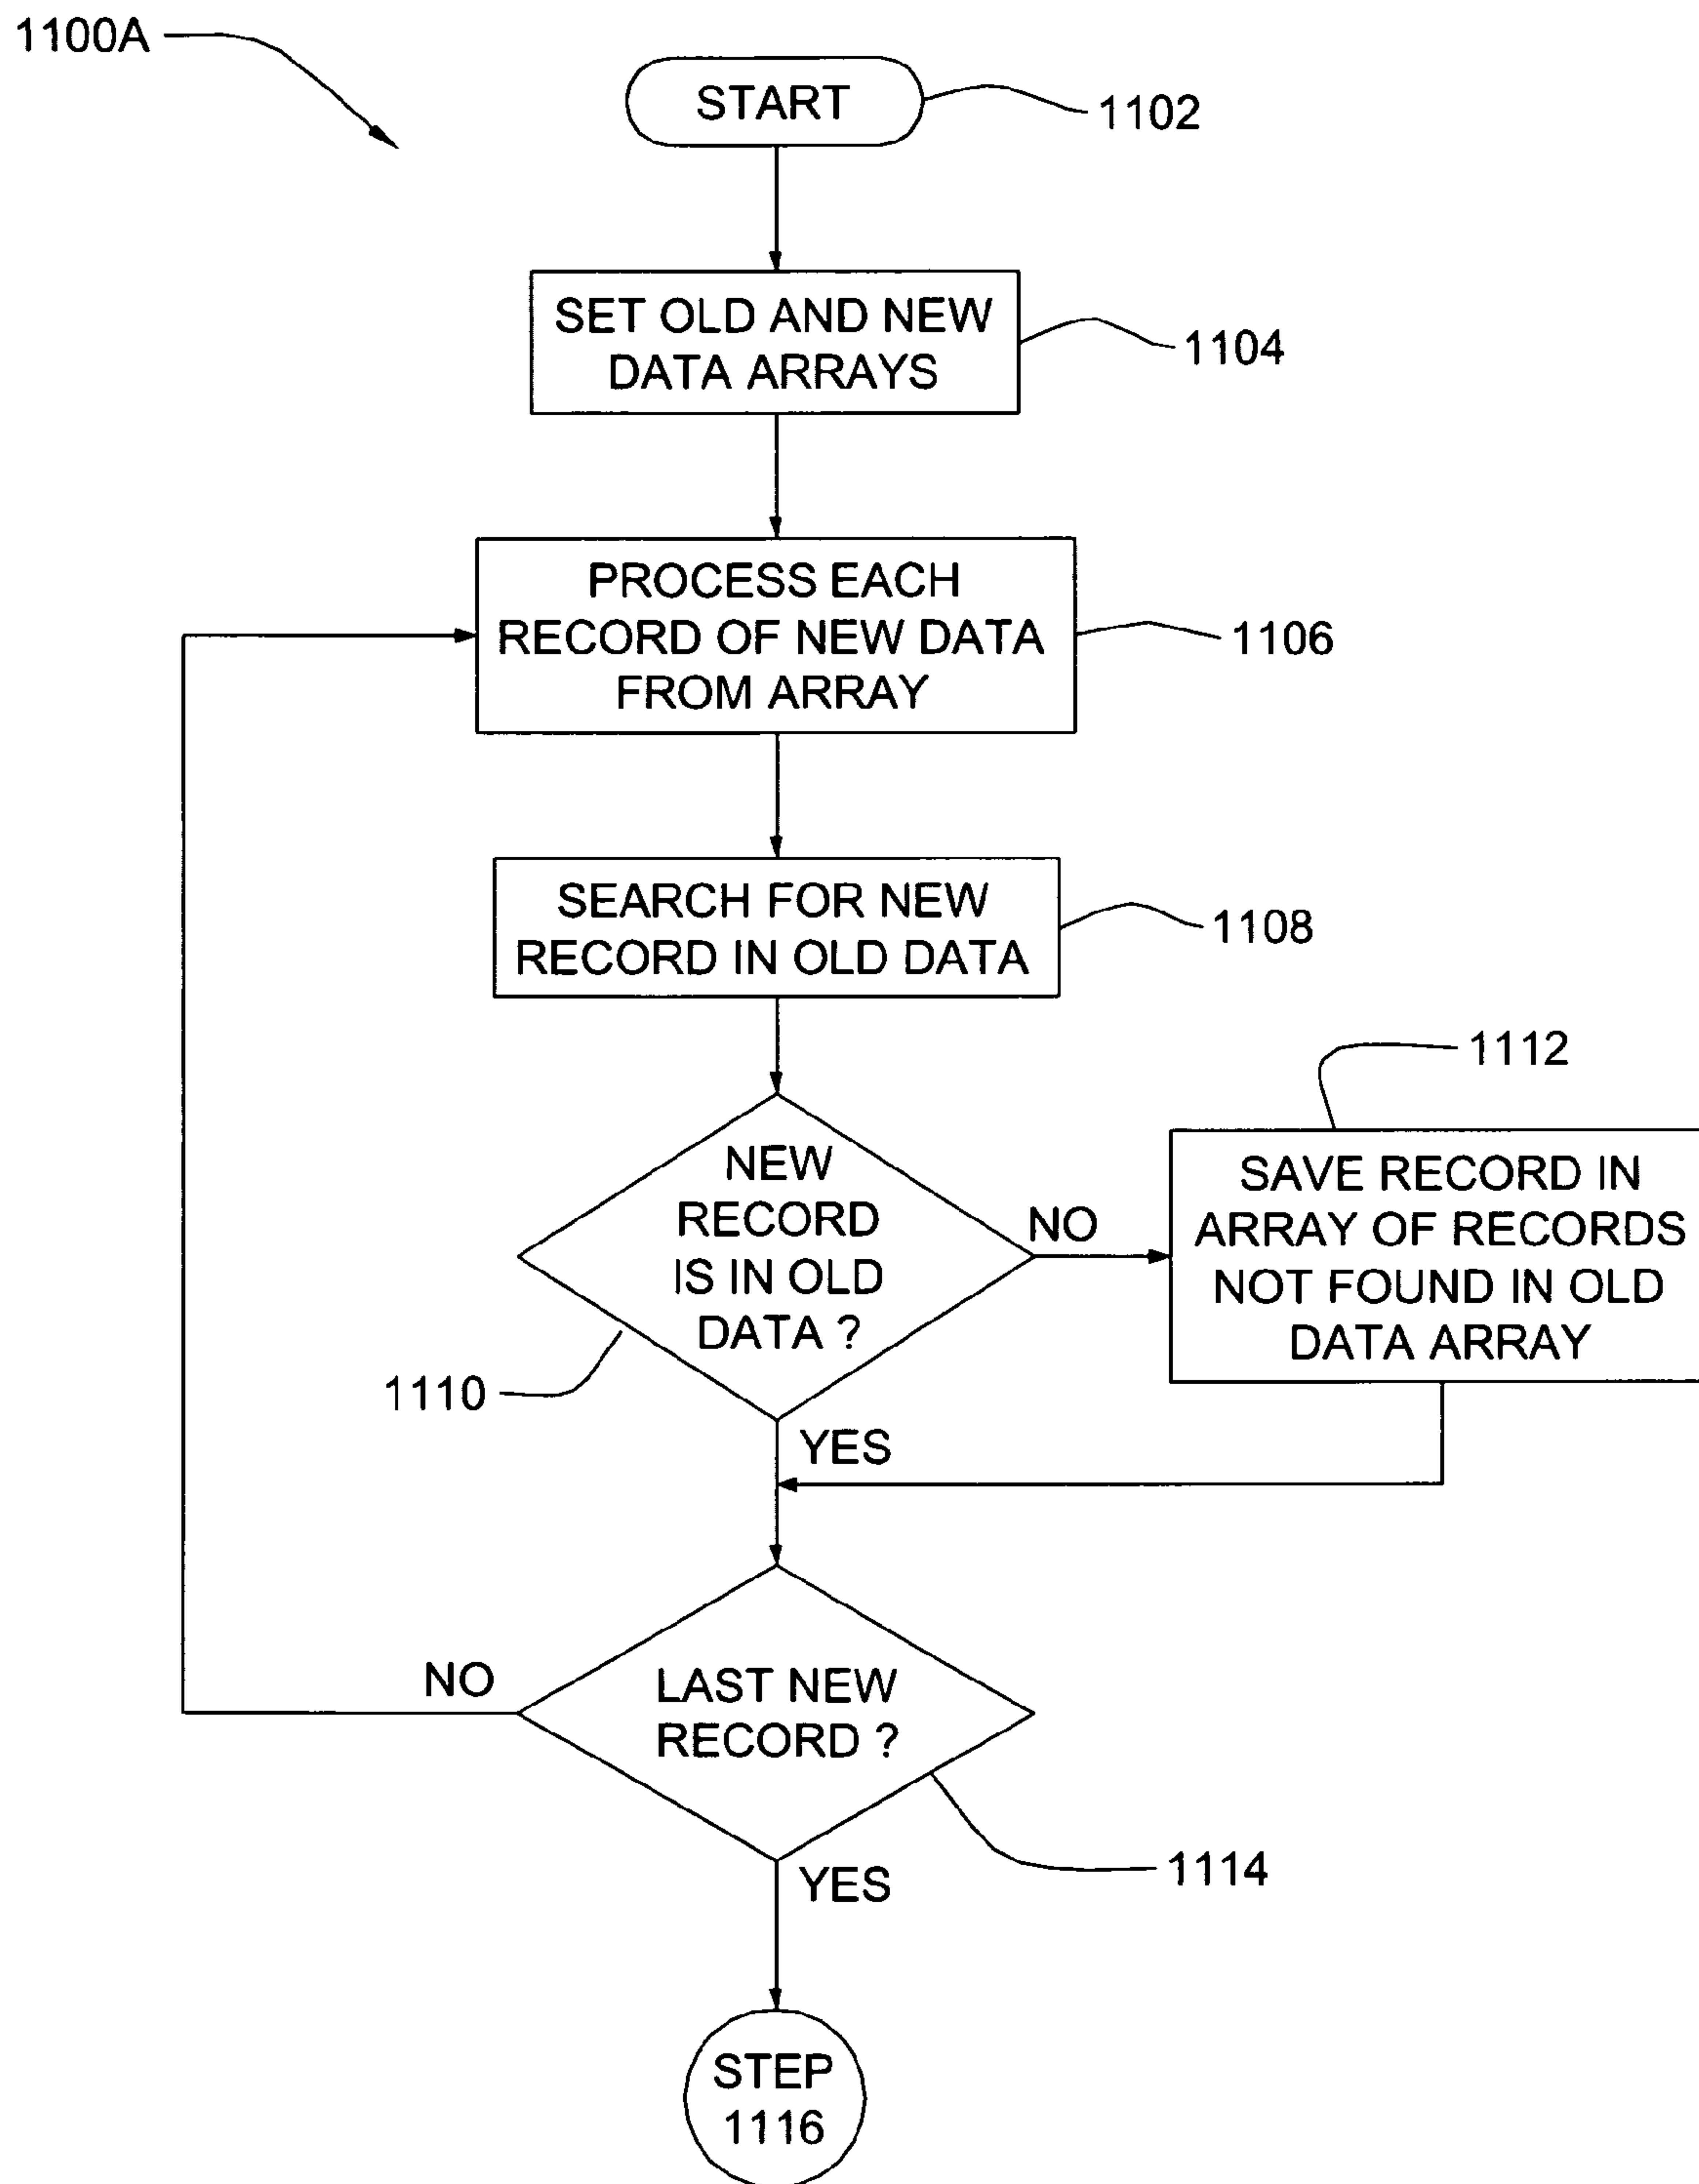 1100A
START
1102
SET OLD AND NEW
DATA ARRAYS
1104
PROCESS EACH
RECORD OF NEW DATA
FROM ARRAY
1106
SEARCH FOR NEW
RECORD IN OLD DATA
1108
NEW
RECORD
IS IN OLD
DATA ?
1110
NO
1112
SAVE RECORD IN
ARRAY OF RECORDS
NOT FOUND IN OLD
DATA ARRAY
YES
NO
LAST NEW
RECORD ?
1114
YES
STEP
1116